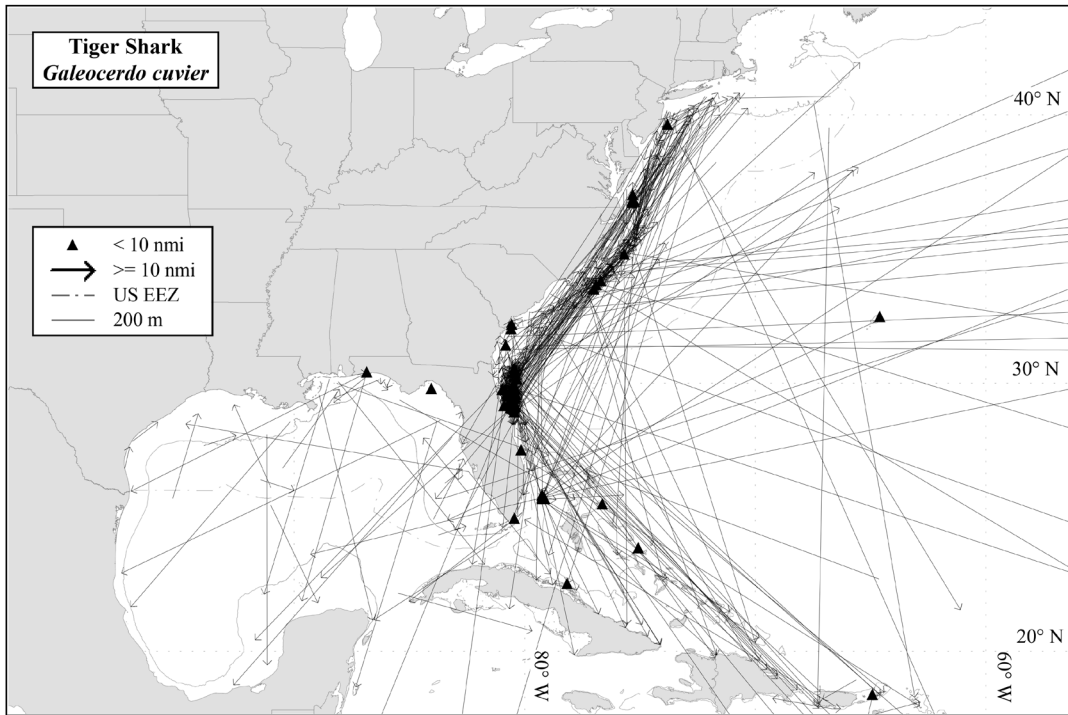 Tiger Shark
Galeocerdo cuvier
40° N
< 10 nmi
>= 10 nmi
US EEZ
200 m
30° N
20° N
80° W
60° W